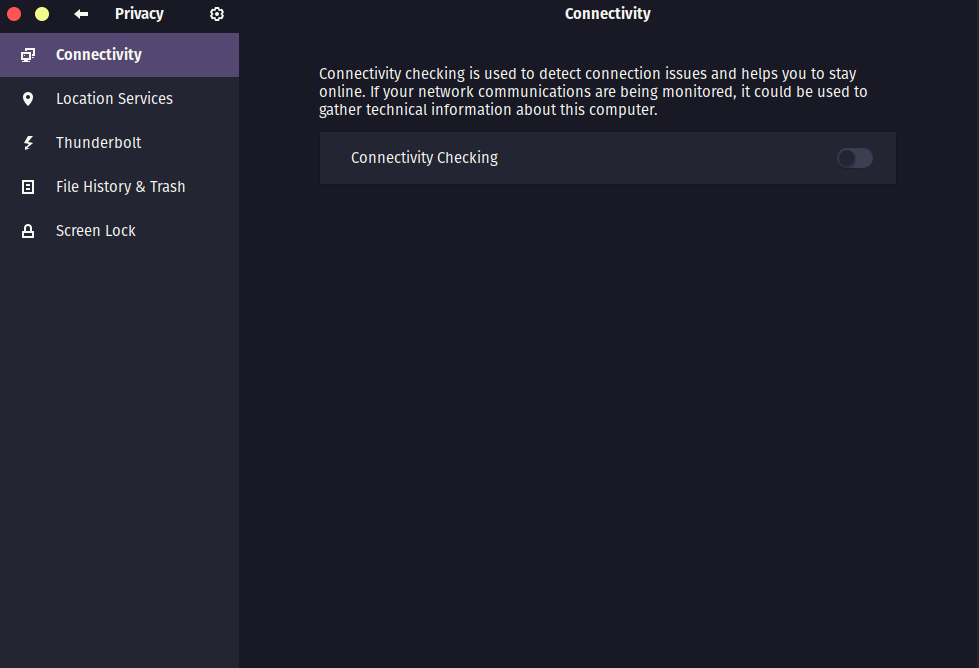 Privacy
Connectivity
Connectivity
Location Services
Thunderbolt
File History & Trash
Screen Lock
Connectivity checking is used to detect connection issues and helps you to stay
online. If your network communications are being monitored, it could be used to
gather technical information about this computer.
Connectivity Checking